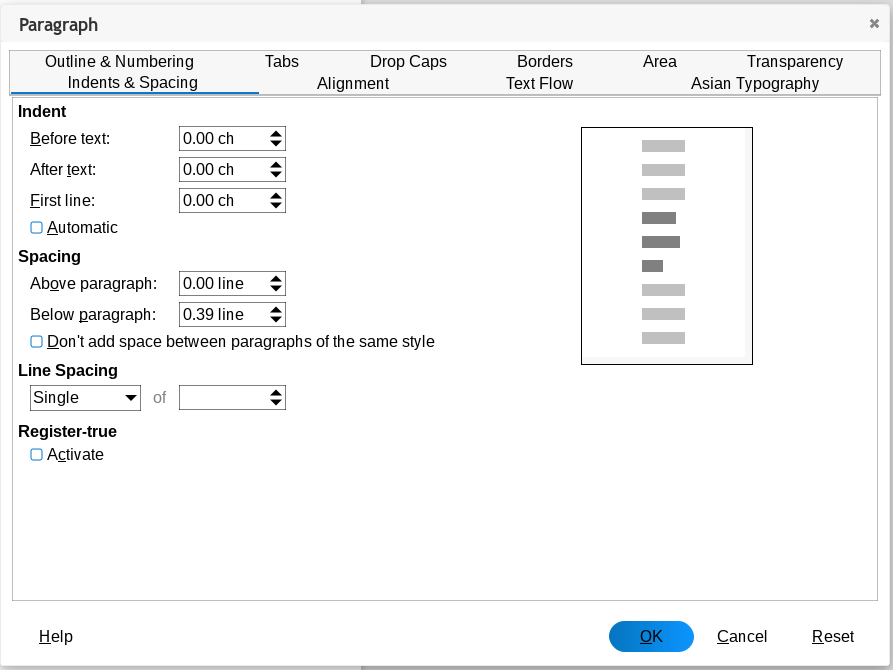 Paragraph
Outline & Numbering Tabs Drop Caps Borders Area Transparency
Indents & Spacing Alignment Text Flow Asian Typography
Indent
Before text: 0.00 ch
After text: 0.00 ch
First line: 0.00 ch
Automatic
Spacing
Above paragraph: 0.00 line
Below paragraph: 0.39 line
Don't add space between paragraphs of the same style
Line Spacing
Single of
Register-true
Activate
Help OK Cancel Reset